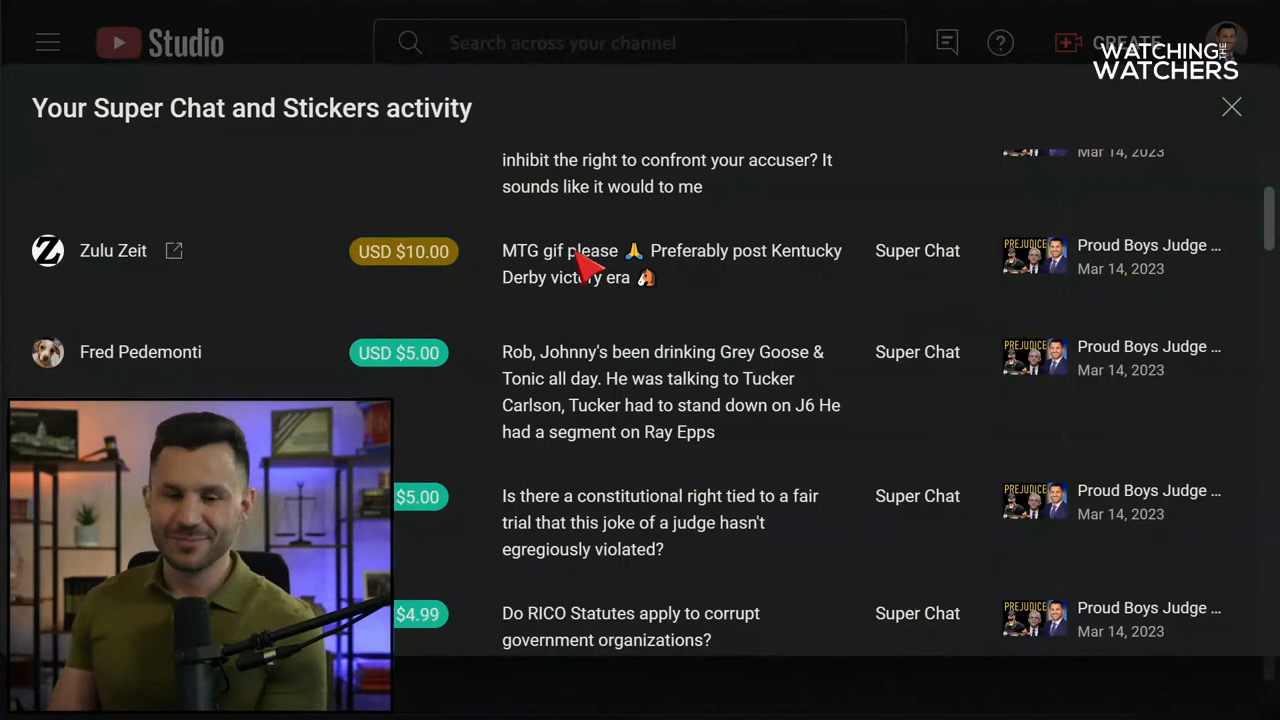 Studio
Search across your channel
CREATE
WATCHING THE
WATCHERS
Your Super Chat and Stickers activity
inhibit the right to confront your accuser? It
sounds like it would to me
Mar 14, 2023
Zulu Zeit
USD $10.00
MTG gif please 🙏 Preferably post Kentucky
Derby victory era 🐴
Super Chat
PREJUDICE
Proud Boys Judge ...
Mar 14, 2023
Fred Pedemonti
USD $5.00
Rob, Johnny's been drinking Grey Goose &
Tonic all day. He was talking to Tucker
Carlson, Tucker had to stand down on J6 He
had a segment on Ray Epps
Super Chat
PREJUDICE
Proud Boys Judge ...
Mar 14, 2023
$5.00
Is there a constitutional right tied to a fair
trial that this joke of a judge hasn't
egregiously violated?
Super Chat
PREJUDICE
Proud Boys Judge ...
Mar 14, 2023
$4.99
Do RICO Statutes apply to corrupt
government organizations?
Super Chat
PREJUDICE
Proud Boys Judge ...
Mar 14, 2023